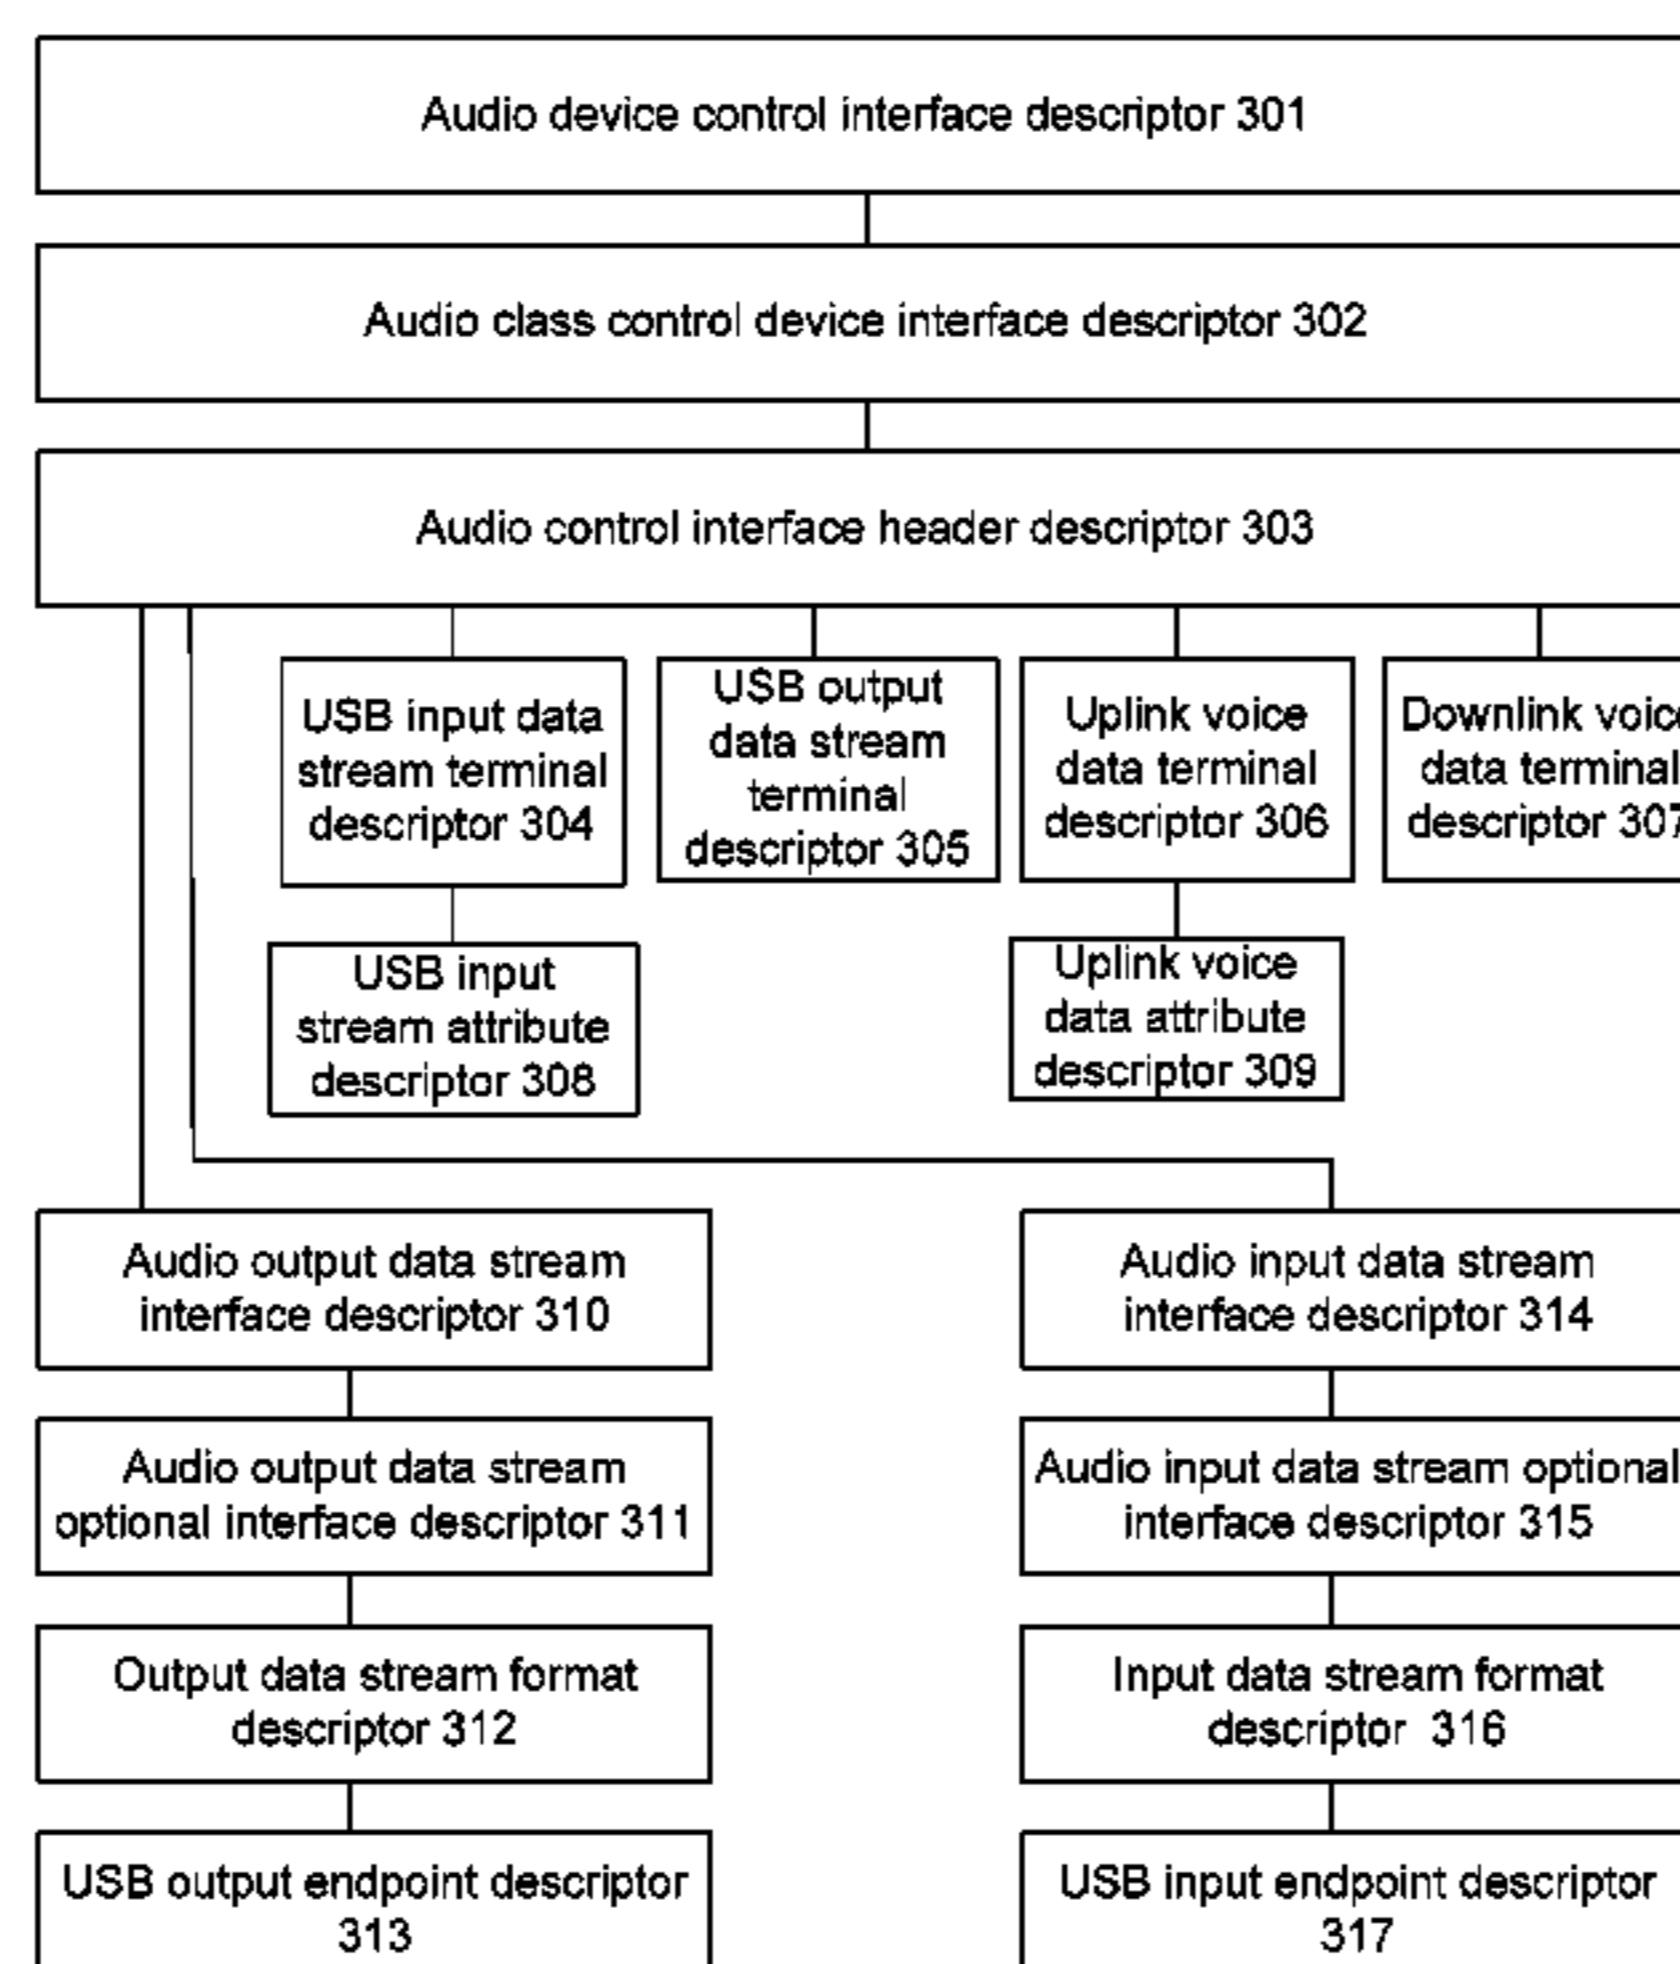 Audio device control interface descriptor 301
Audio class control device interface descriptor 302
Audio control interface header descriptor 303
USB input data
stream terminal
descriptor 304
USB output
data stream
terminal
descriptor 305
Uplink voice
data terminal
descriptor 306
Downlink voice
data terminal
descriptor 307
USB input
stream attribute
descriptor 308
Uplink voice
data attribute
descriptor 309
Audio output data stream
interface descriptor 310
Audio input data stream
interface descriptor 314
Audio output data stream
optional interface descriptor 311
Audio input data stream optional
interface descriptor 315
Output data stream format
descriptor 312
Input data stream format
descriptor 316
USB output endpoint descriptor
313
USB input endpoint descriptor
317